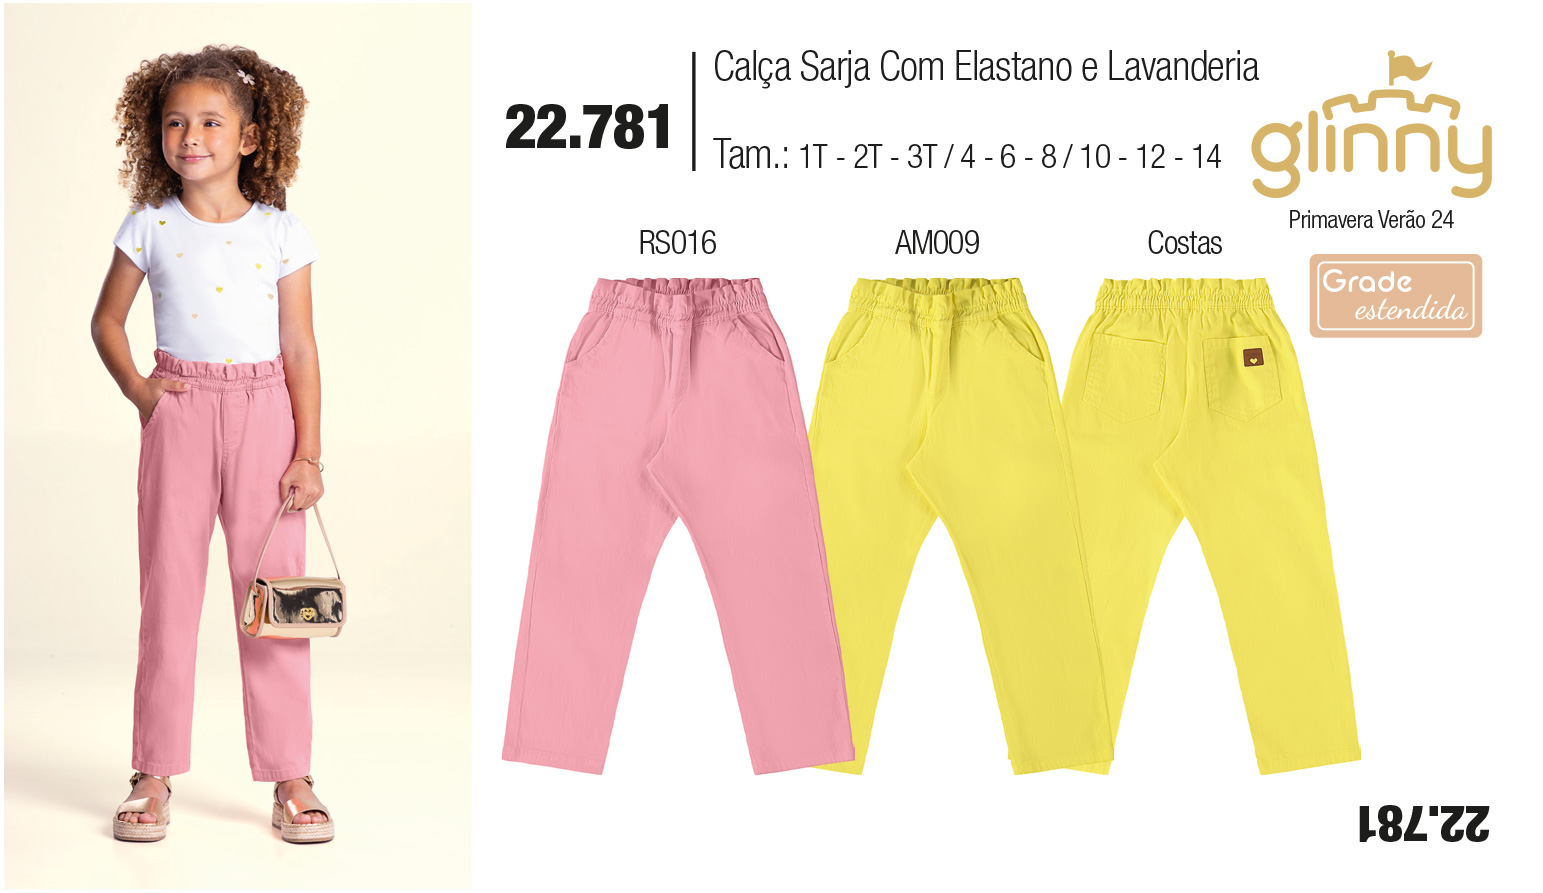 22.781
Calça Sarja Com Elastano e Lavanderia
Tam.: 1T - 2T - 3T / 4 - 6 - 8 / 10 - 12 - 14
glinny
Primavera Verão 24
Grade
estendida
RS016
AM009
Costas
22.781